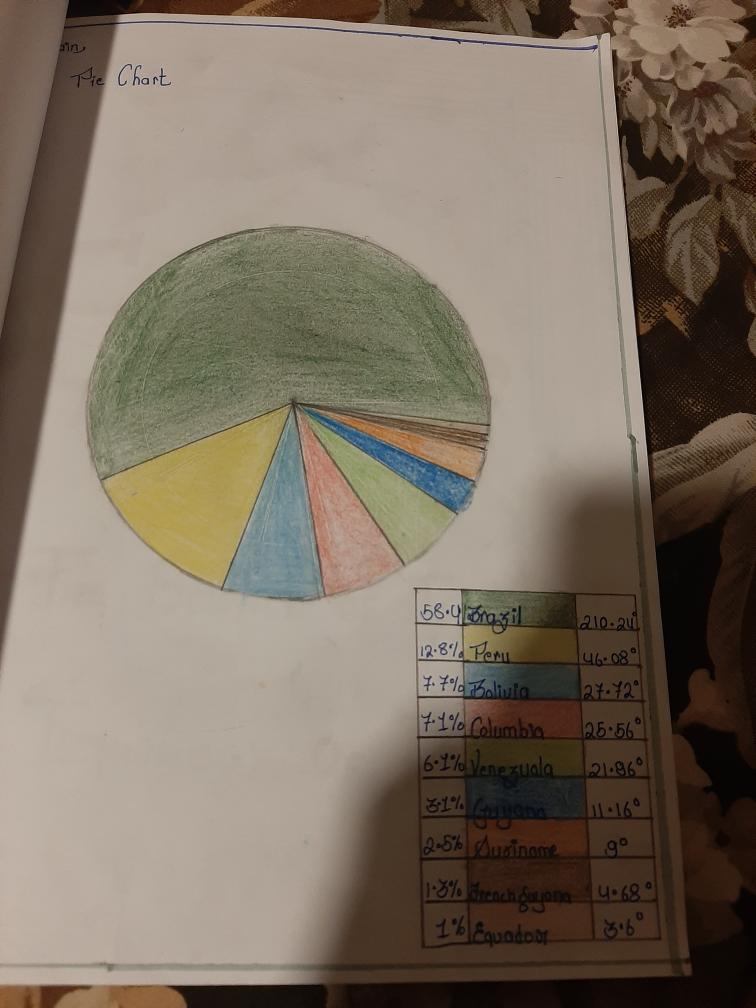 Pie Chart
58.4 Brazil 210.24°
12.8% Peru 46.08°
7.7% Bolivia 27.72°
7.1% Columbia 25.56°
6.1% Venezuala 21.96°
3.1% Guyana 11.16°
2.5% Suriname 9°
1.3% French guyana 4.68°
1% Equadoor 3.6°